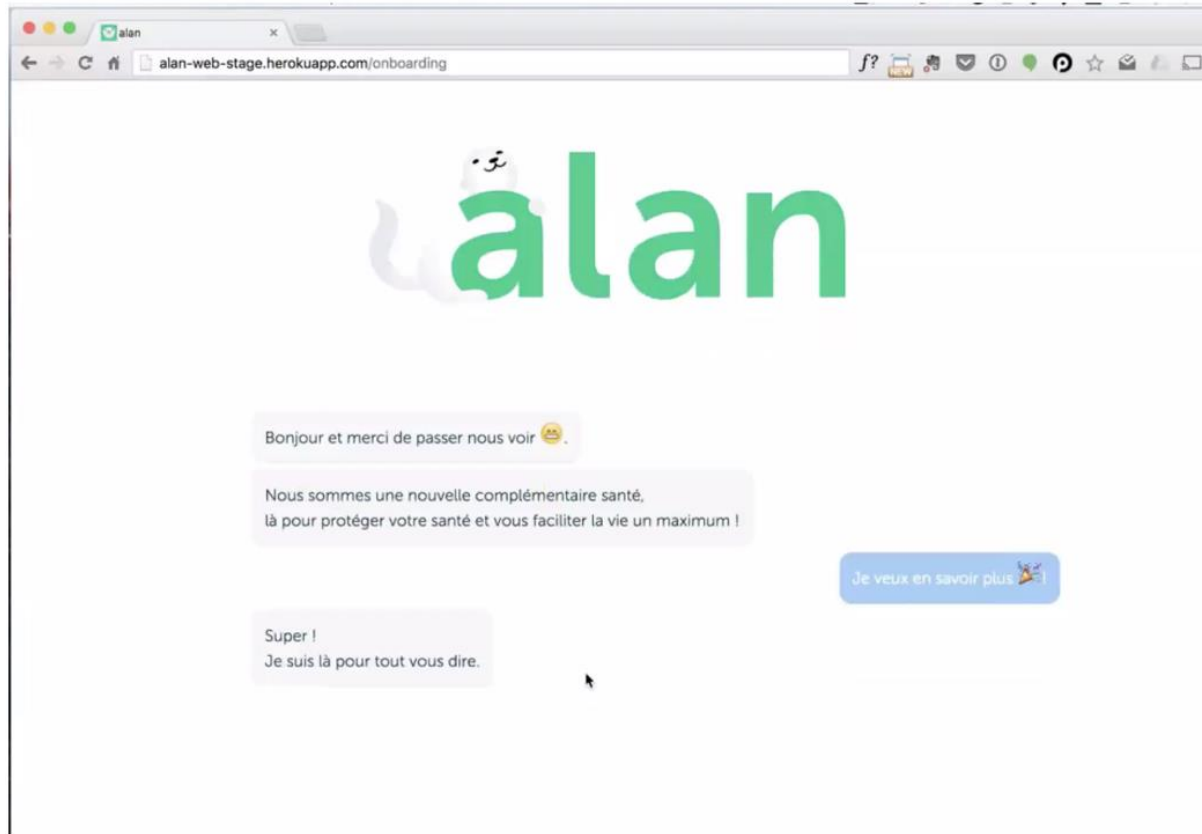 alan
alan-web-stage.herokuapp.com/onboarding
f?
NEW
alan
Bonjour et merci de passer nous voir 😁.
Nous sommes une nouvelle complémentaire santé,
là pour protéger votre santé et vous faciliter la vie un maximum !
Je veux en savoir plus 🎉!
Super !
Je suis là pour tout vous dire.